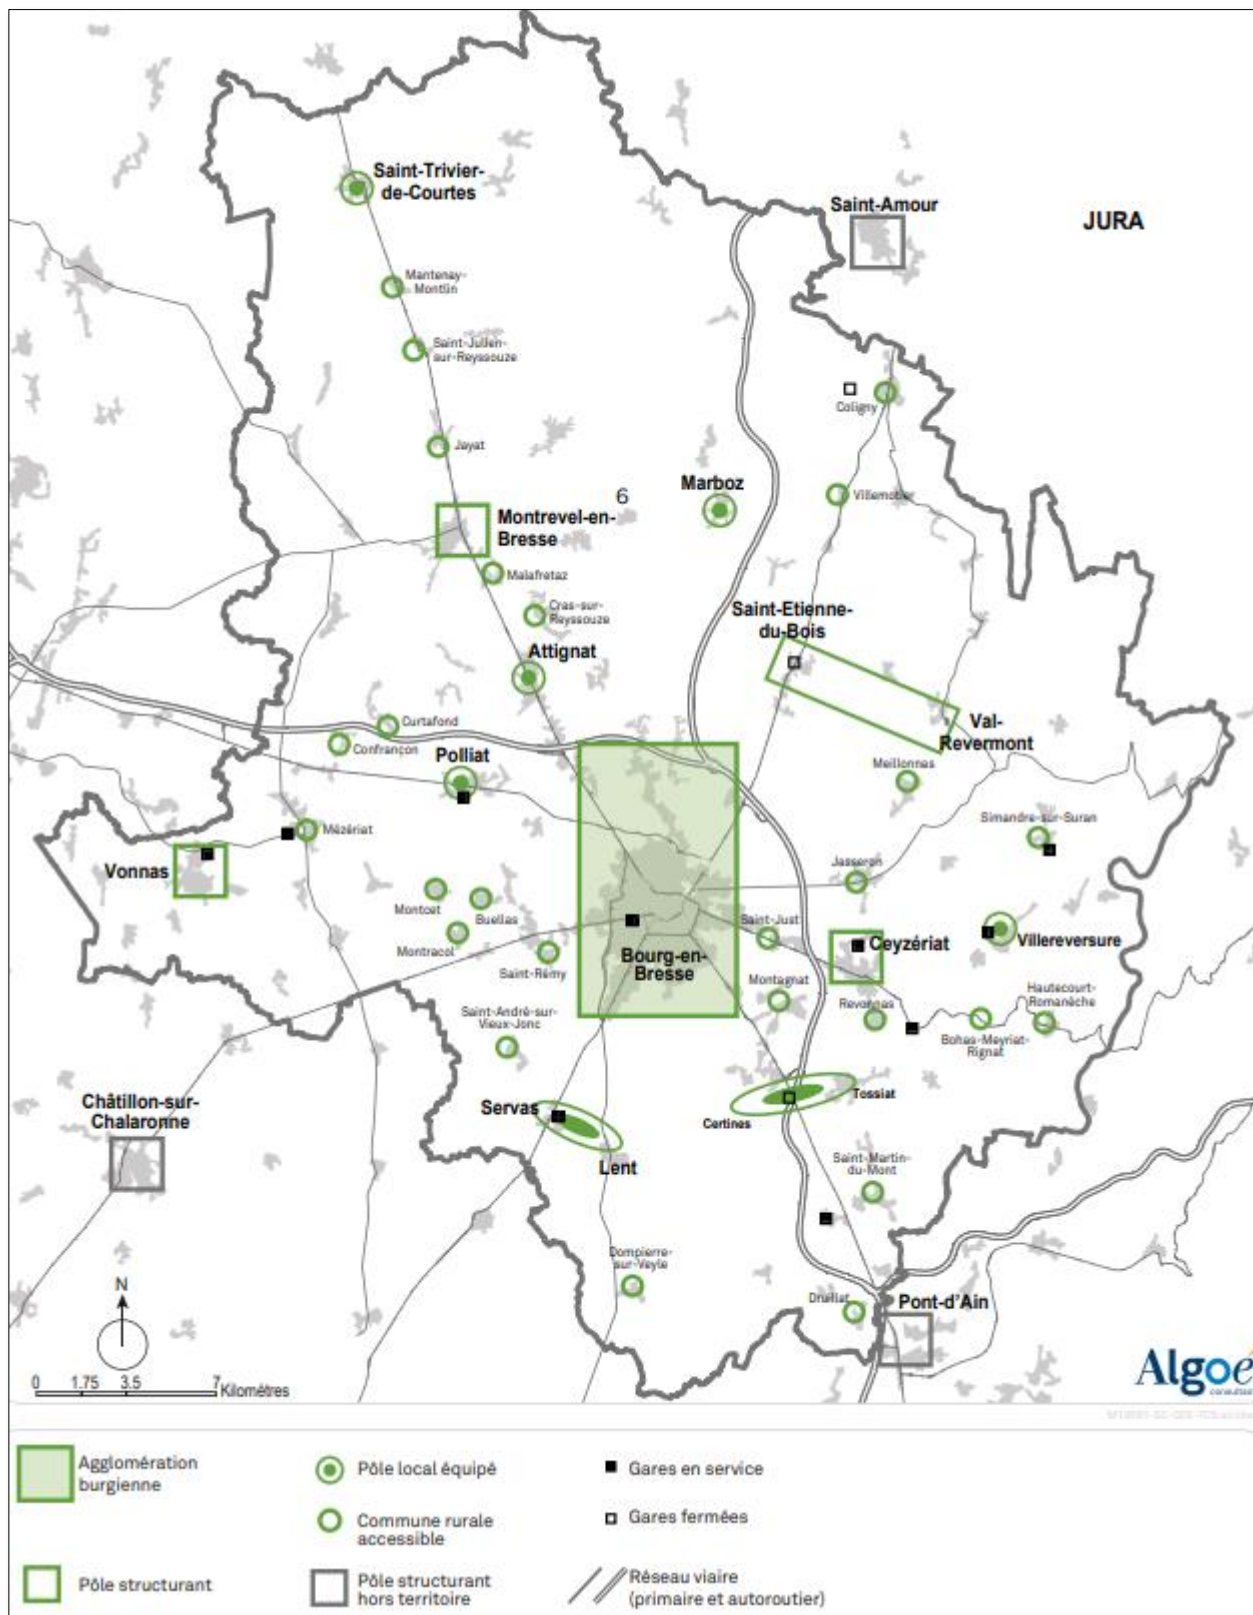 Saint-Trivier-
de-Courtes
Saint-Amour
JURA
Mantenay-
Montlin
Saint-Julien-
sur-Reyssouze
Coligny
Jayat
6
Marboz
Villemotier
Montrevel-en-
Bresse
Malafretaz
Cras-sur-
Reyssouze
Saint-Etienne-
du-Bois
Attignat
Val-
Revermont
Curtafond
Confrançon
Polliat
Meillonnas
Mézériat
Simandre-sur-Suran
Vonnas
Jasseron
Montcet
Buellas
Saint-Just
Montracol
Ceyzériat
Villereversure
Bourg-en-
Bresse
Saint-Rémy
Montagnat
Hautecourt-
Romanèche
Revonnas
Saint-André-sur-
Vieux-Jonc
Bohas-Meyriat-
Rignat
Châtillon-sur-
Chalaronne
Servas
Tossiat
Certines
Lent
Saint-Martin-
du-Mont
Dompierre-
sur-Veyle
Druillat
Pont-d'Ain
N
0 1.75 3.5 7 Kilomètres
Algoé
consultants
Agglomération
burgienne
Pôle local équipé
Gares en service
Commune rurale
accessible
Gares fermées
Pôle structurant
Pôle structurant
hors territoire
Réseau viaire
(primaire et autoroutier)